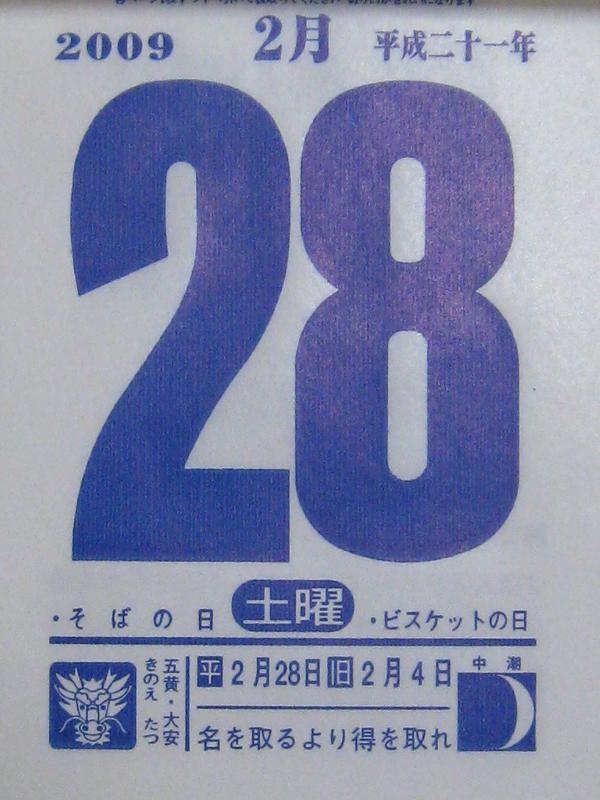 2009 2月 平成二十一年
28
・そばの日 土曜 ・ビスケットの日
五黄・大安
きのえ たつ
平 2月28日 旧 2月4日
中潮
名を取るより得を取れ